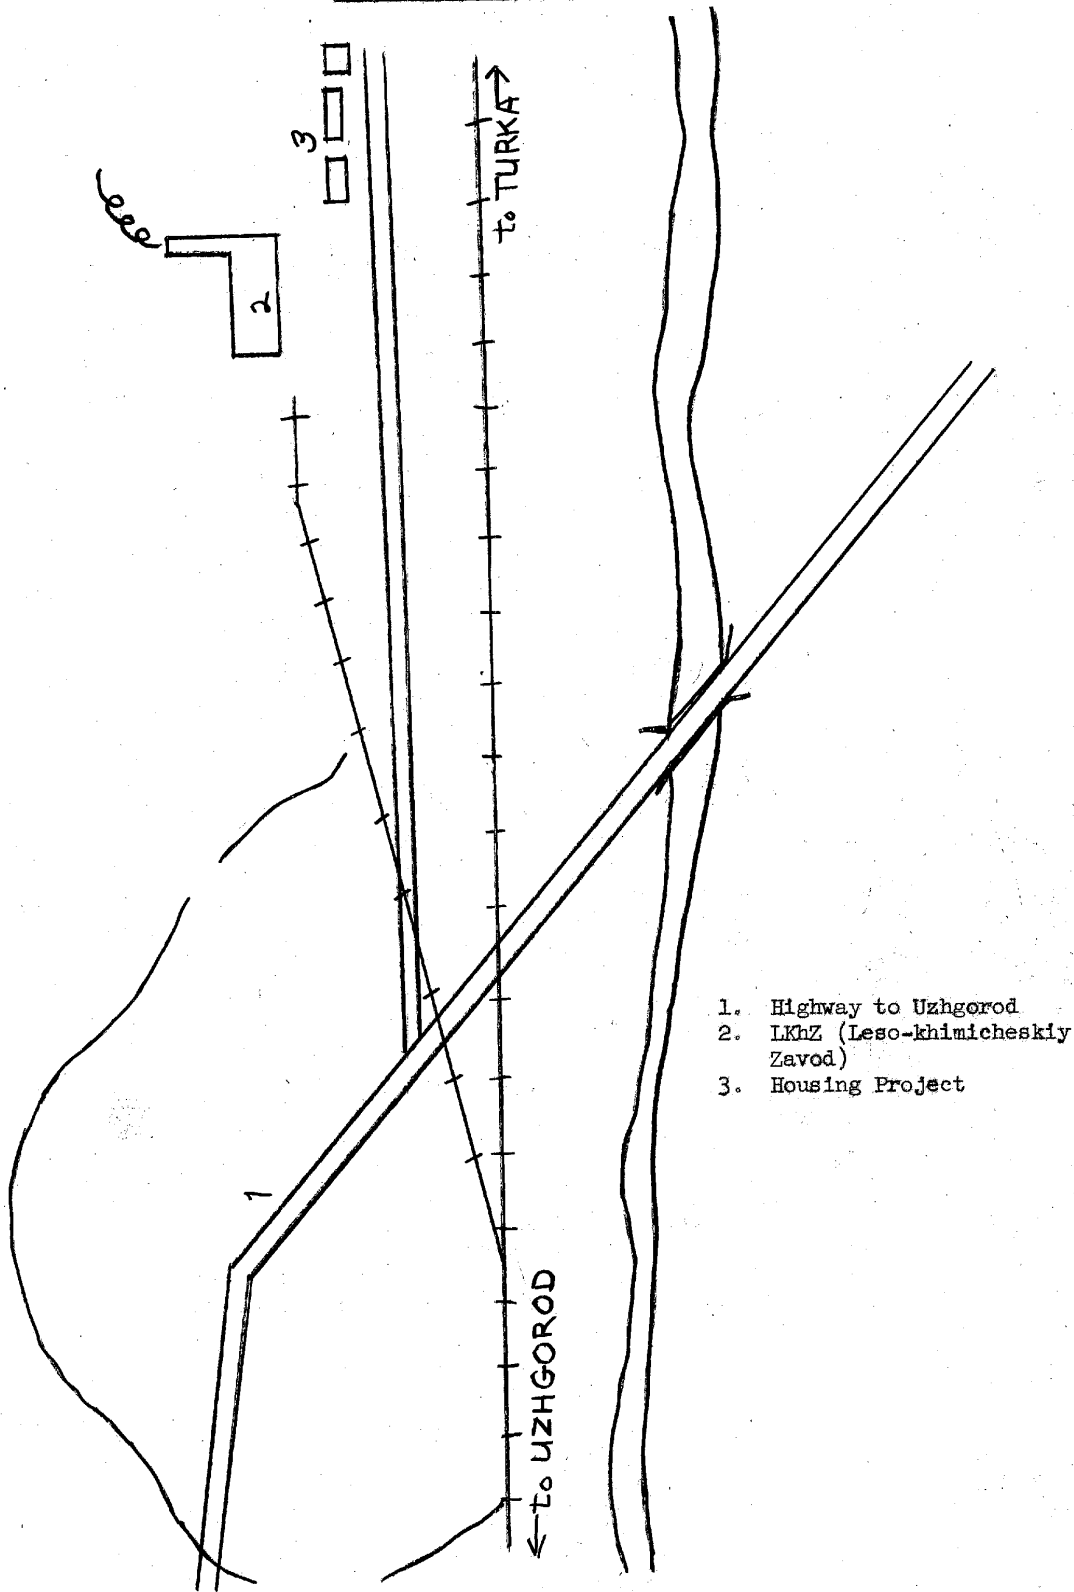 3
to TURKA→
2
1
1. Highway to Uzhgorod
2. LKhZ (Leso-khimicheskiy
Zavod)
3. Housing Project
←to UZHGOROD